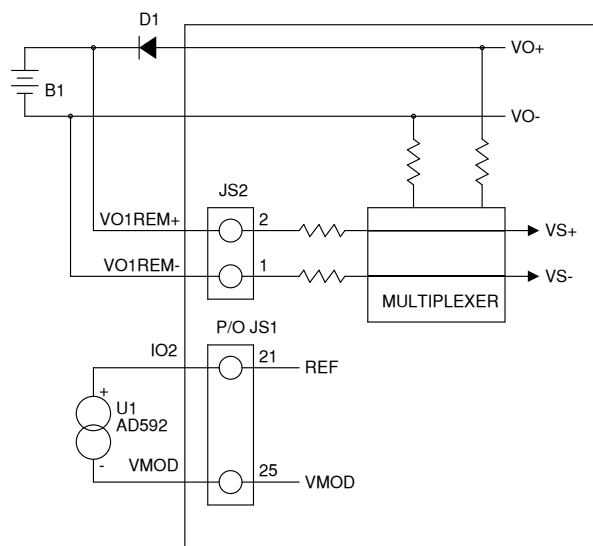 D1
VO+
B1
VO-
JS2
VO1REM+
2
VS+
VO1REM-
1
VS-
MULTIPLEXER
P/O JS1
IO2
21
REF
+
U1
AD592
-
VMOD
25
VMOD